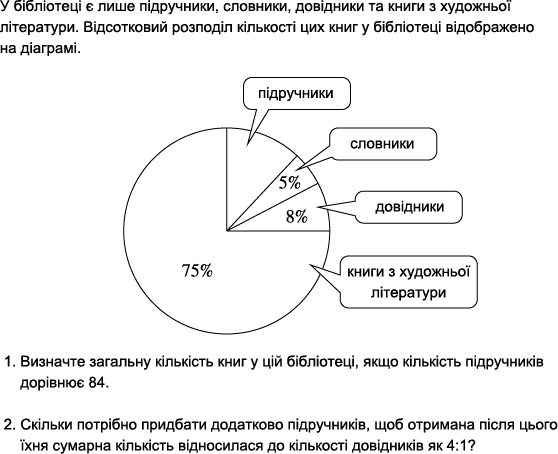 У бібліотеці є лише підручники, словники, довідники та книги з художньої
літератури. Відсотковий розподіл кількості цих книг у бібліотеці відображено
на діаграмі.
підручники
словники
5%
довідники
8%
75%
книги з художньої
літератури
1. Визначте загальну кількість книг у цій бібліотеці, якщо кількість підручників
дорівнює 84.
2. Скільки потрібно придбати додатково підручників, щоб отримана після цього
їхня сумарна кількість відносилася до кількості довідників як 4:1?